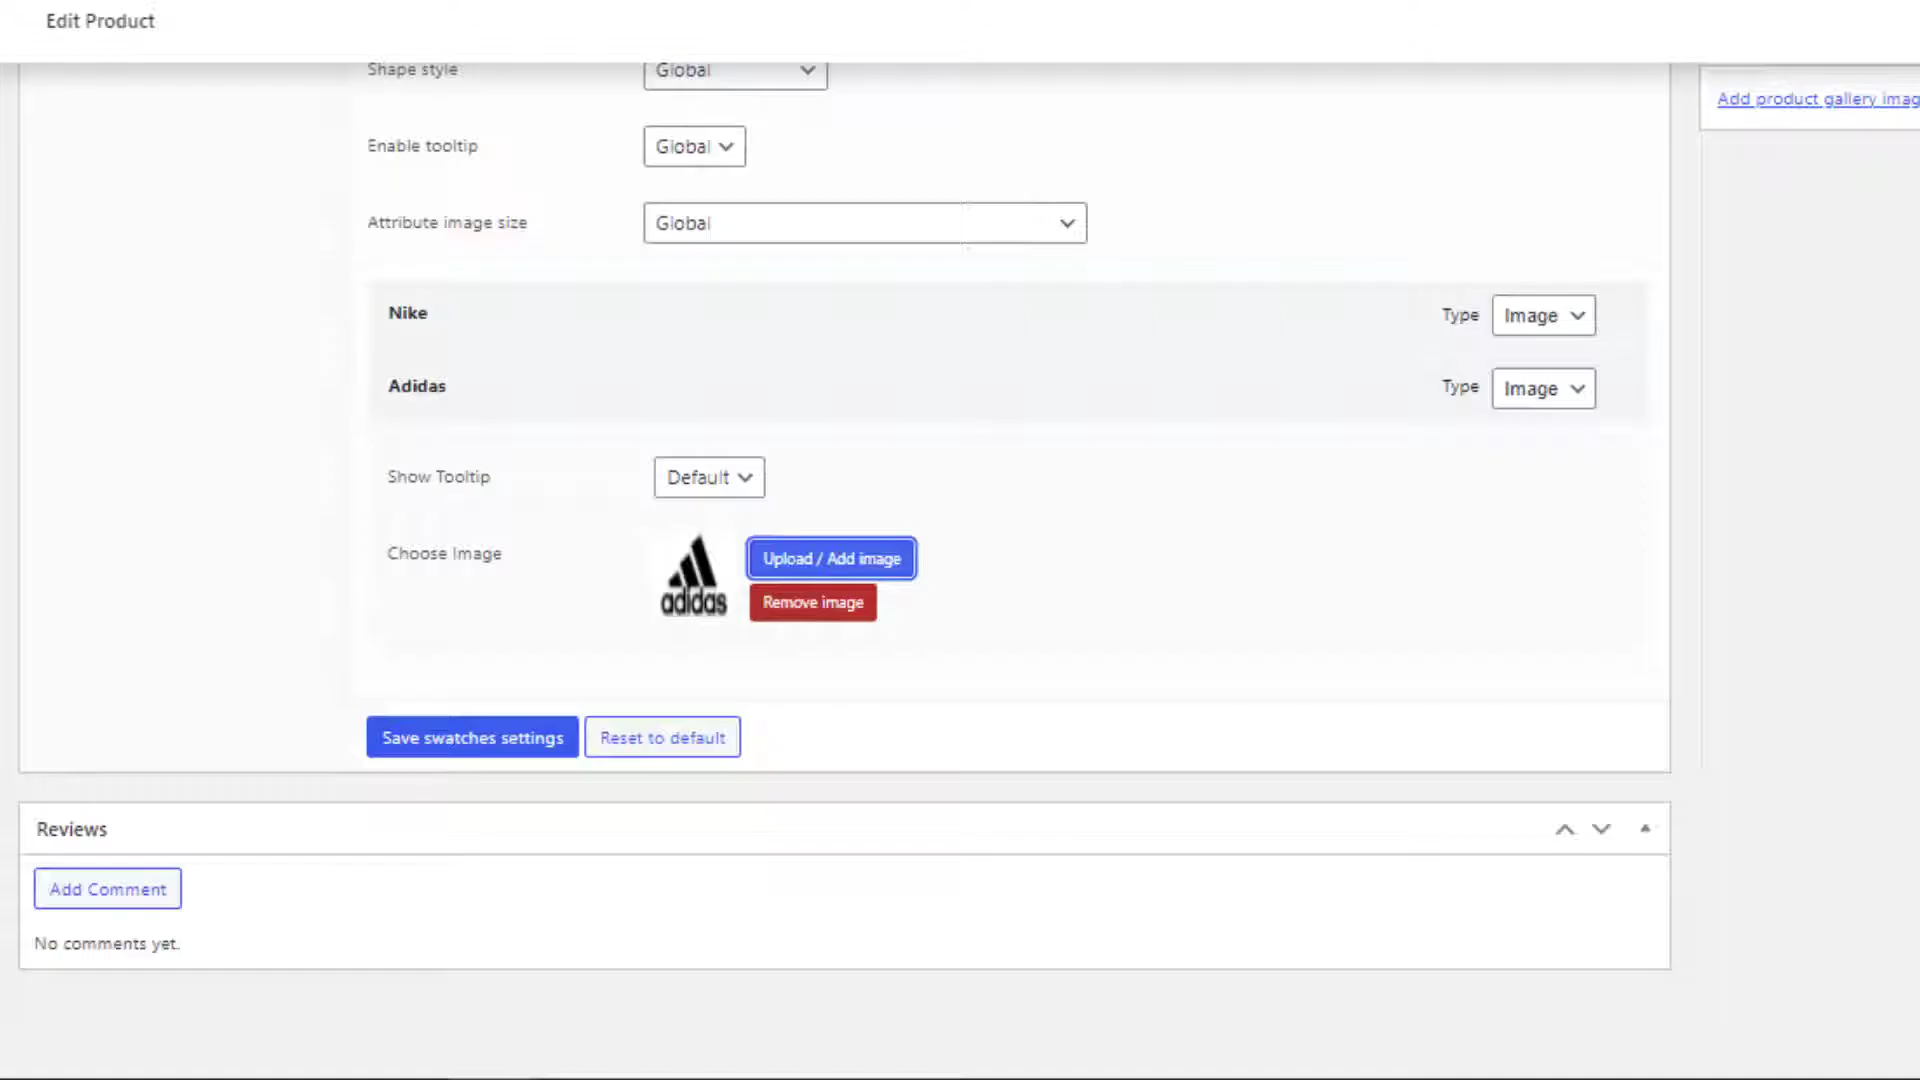 Edit Product
Shape style Global
Add product gallery imag
Enable tooltip Global
Attribute image size Global
Nike Type Image
Adidas Type Image
Show Tooltip Default
Choose Image adidas Upload / Add image
Remove image
Save swatches settings Reset to default
Reviews
Add Comment
No comments yet.